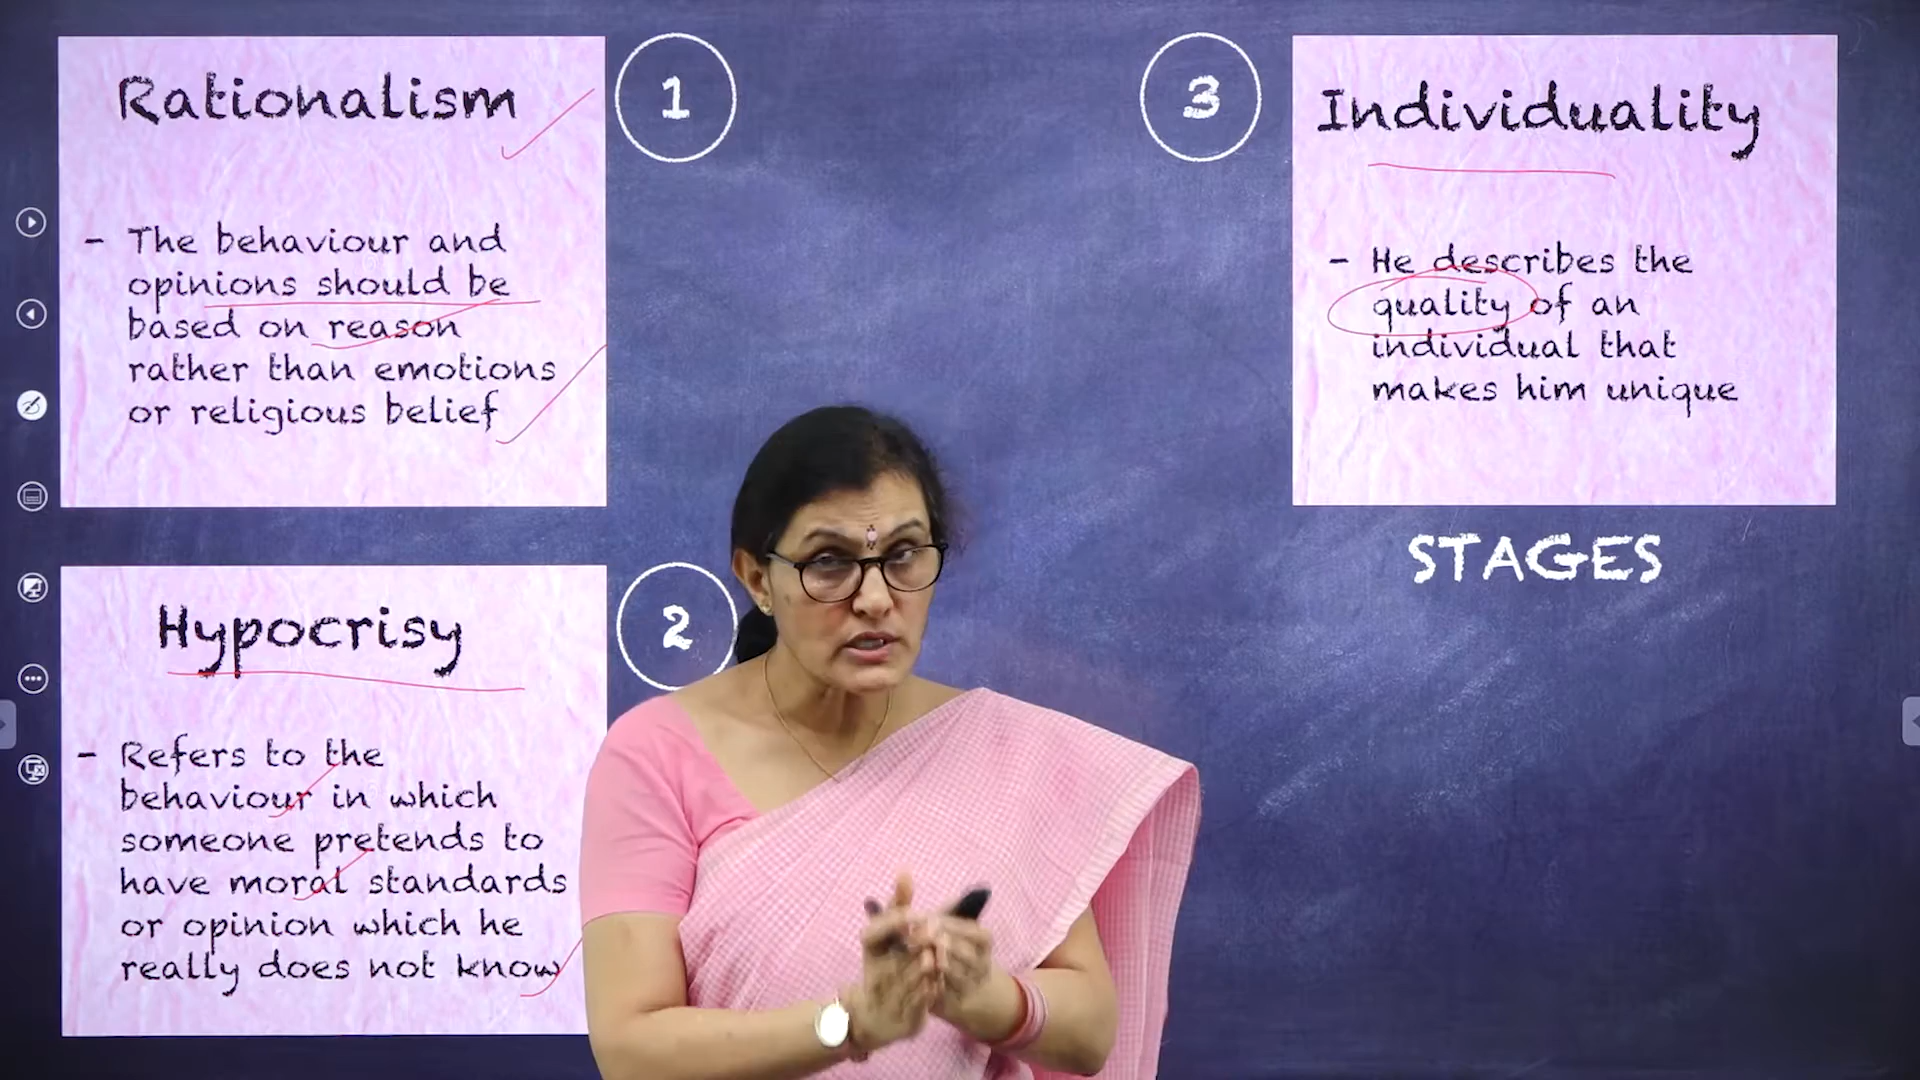 Rationalism
1
- The behaviour and
opinions should be
based on reason
rather than emotions
or religious belief
Hypocrisy
2
- Refers to the
behaviour in which
someone pretends to
have moral standards
or opinion which he
really does not know
3
Individuality
- He describes the
quality of an
individual that
makes him unique
STAGES